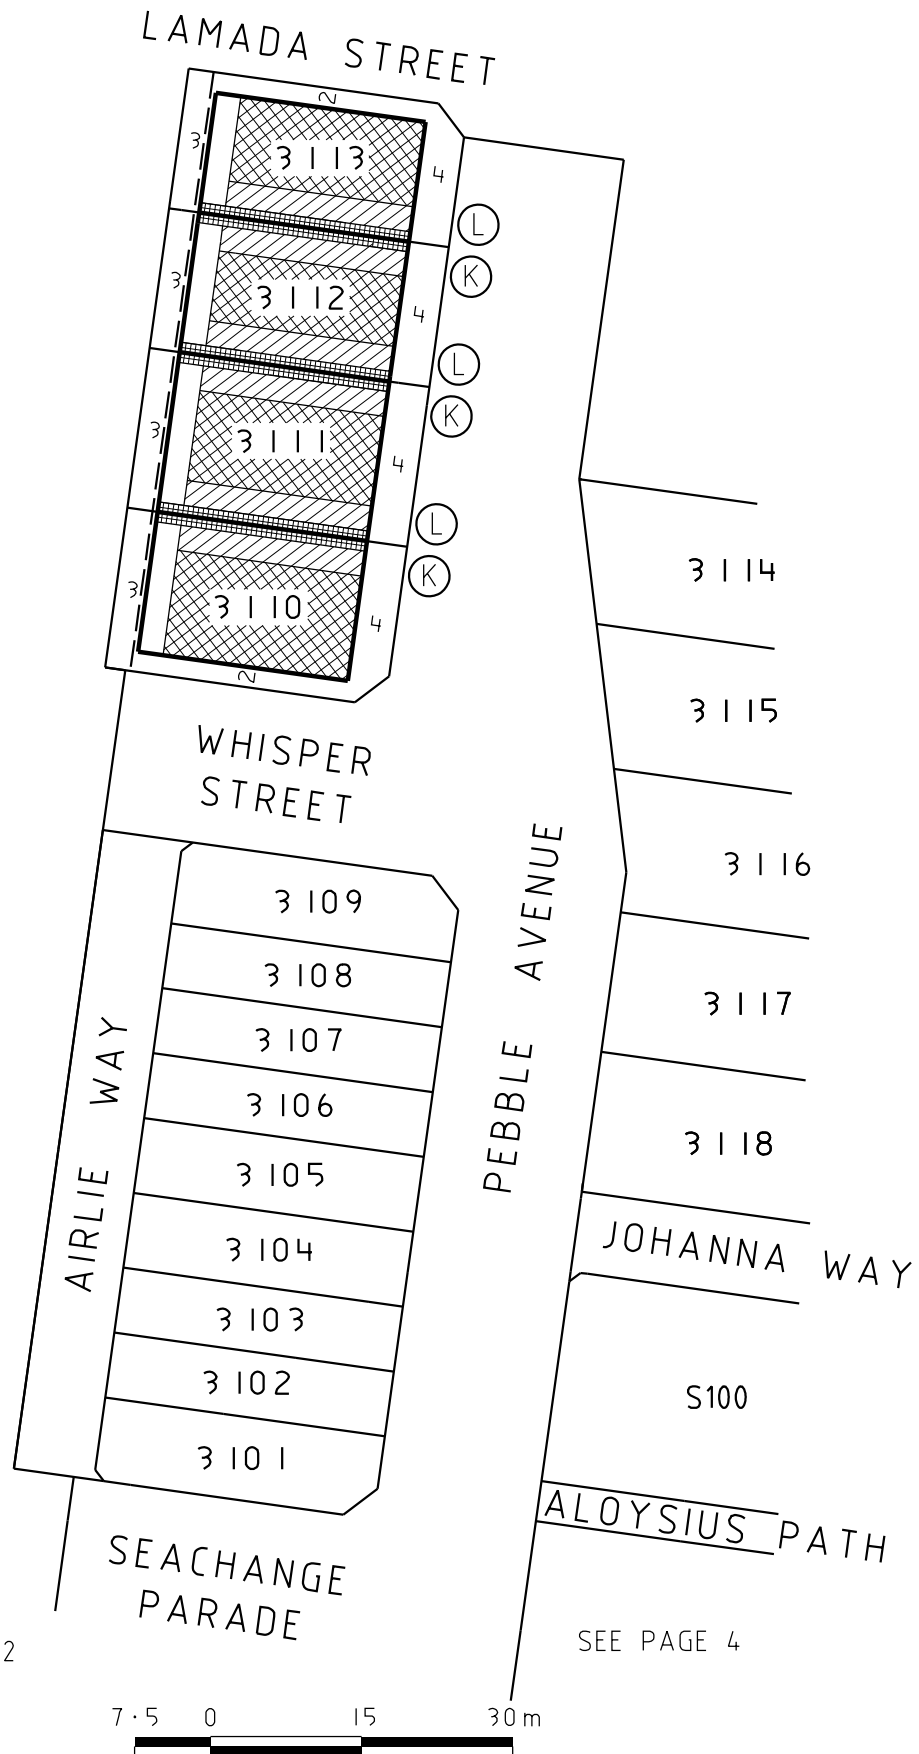 LAMADA STREET
2
3
3113
4
L
K
3
3112
4
L
K
3
3111
4
L
K
3
3110
4
2
3114
3115
3116
3117
3118
WHISPER
STREET
PEBBLE AVENUE
3109
3108
3107
3106
3105
3104
3103
3102
3101
AIRLIE WAY
JOHANNA WAY
S100
ALOYSIUS PATH
SEACHANGE
PARADE
2
SEE PAGE 4
7·5 0 15 30m